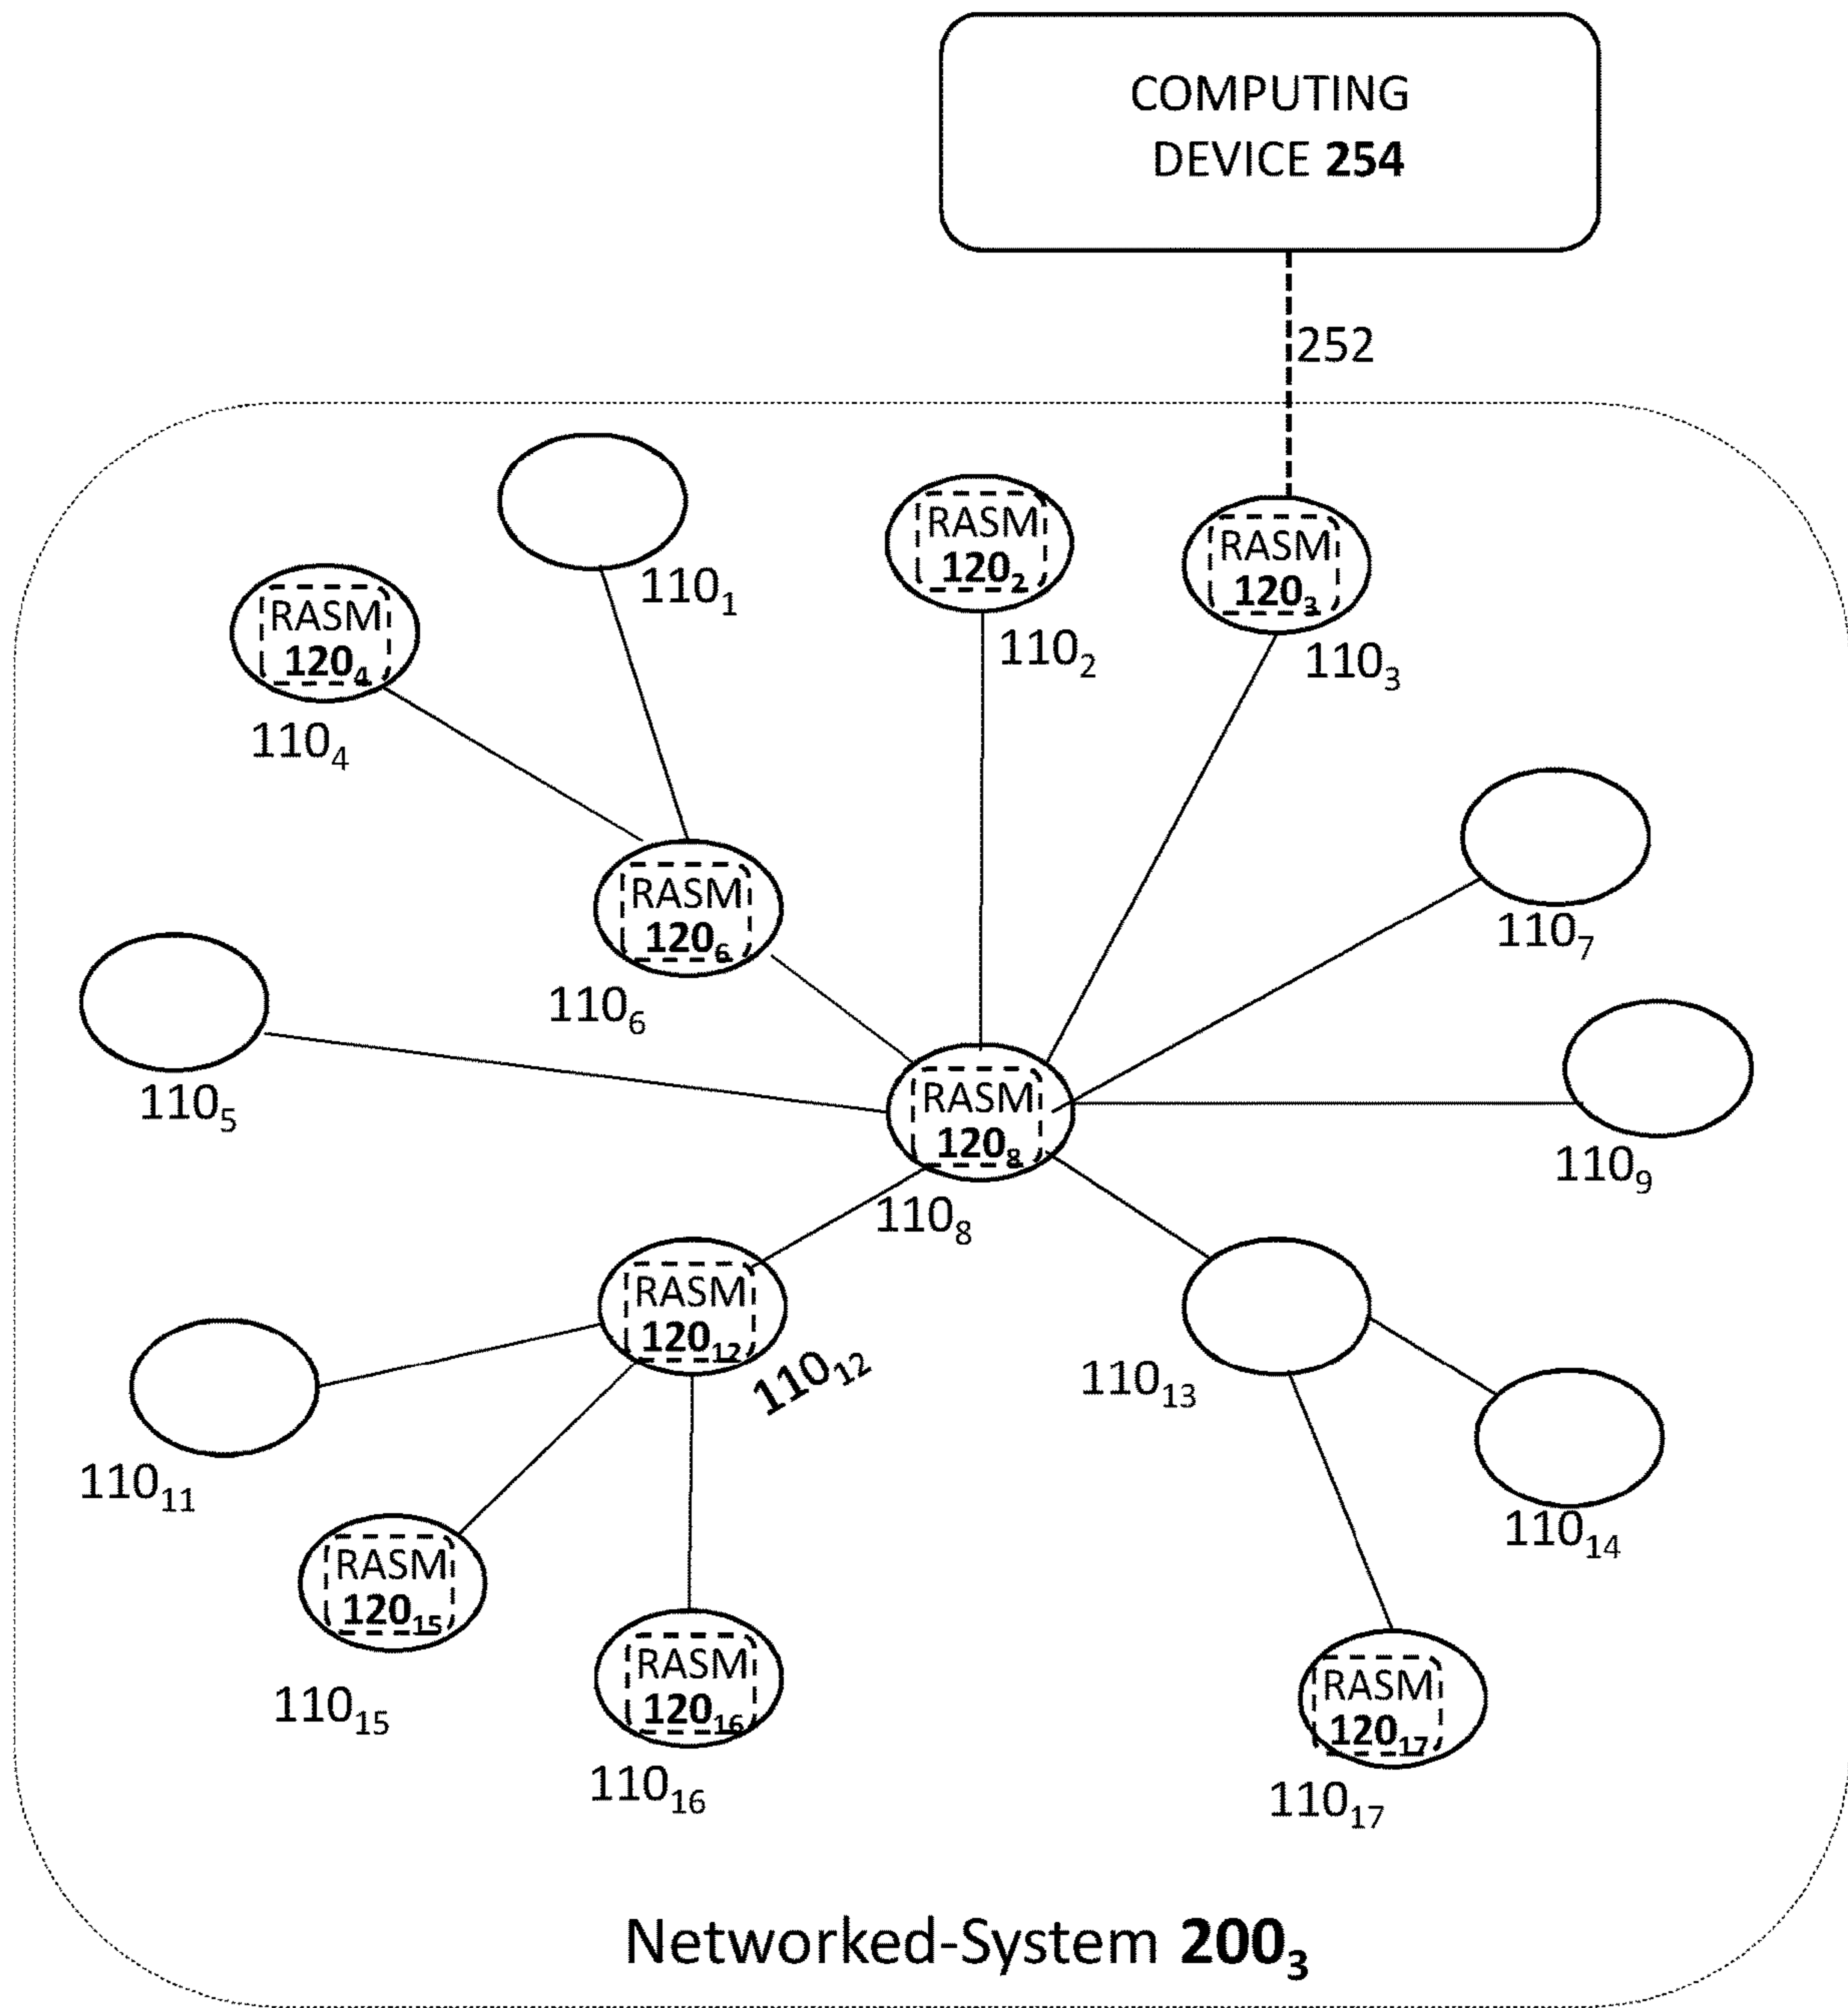 COMPUTING
DEVICE 254
252
RASM
120₂
110₂
RASM
120₃
110₃
110₁
RASM
120₄
110₄
110₇
RASM
120₆
110₆
110₅
RASM
120₈
110₈
110₉
RASM
120₁₂
110₁₂
110₁₃
110₁₁
110₁₄
RASM
120₁₅
110₁₅
RASM
120₁₆
110₁₆
RASM
120₁₇
110₁₇
Networked-System 200₃